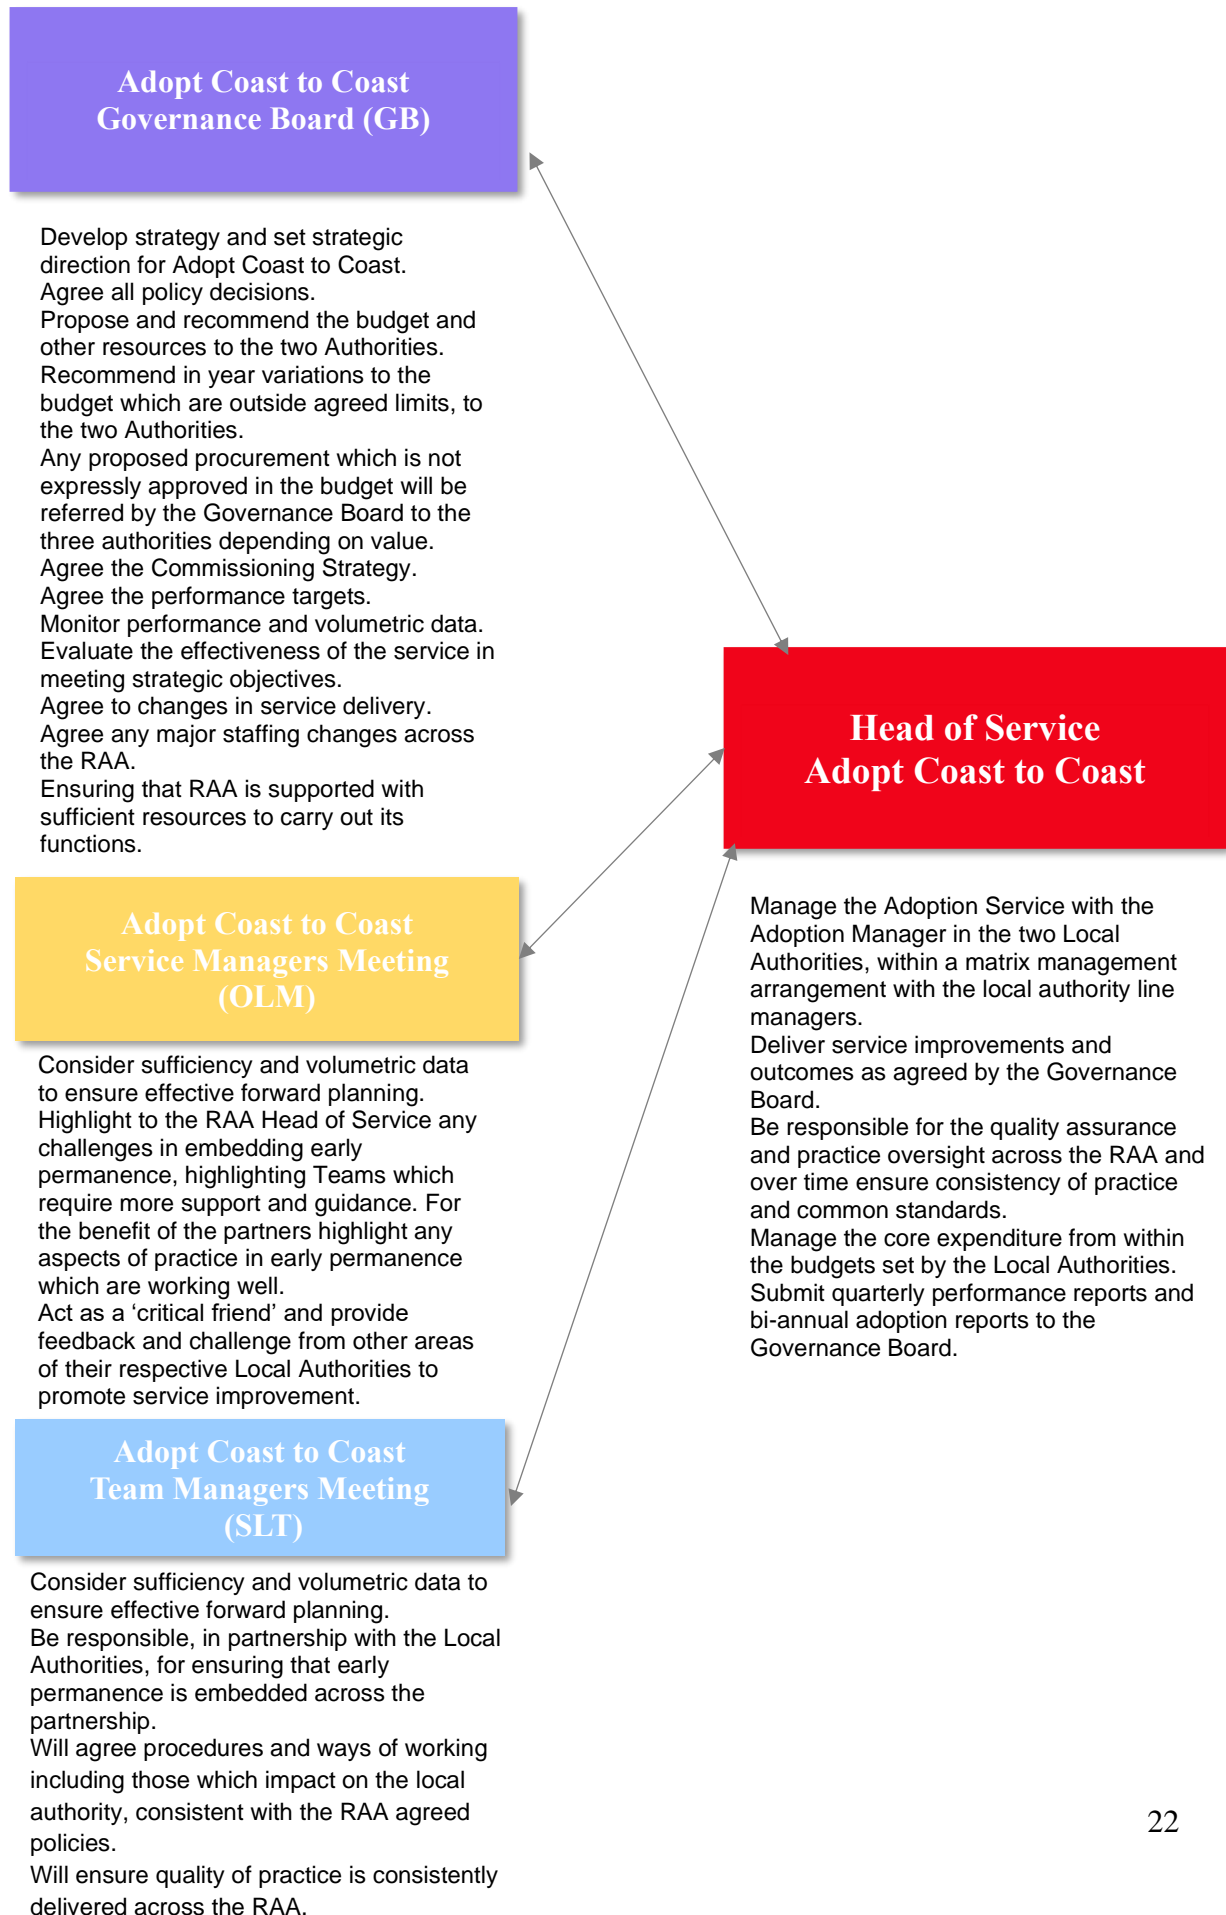 Adopt Coast to Coast
Governance Board (GB)
Develop strategy and set strategic
direction for Adopt Coast to Coast.
Agree all policy decisions.
Propose and recommend the budget and
other resources to the two Authorities.
Recommend in year variations to the
budget which are outside agreed limits, to
the two Authorities.
Any proposed procurement which is not
expressly approved in the budget will be
referred by the Governance Board to the
three authorities depending on value.
Agree the Commissioning Strategy.
Agree the performance targets.
Monitor performance and volumetric data.
Evaluate the effectiveness of the service in
meeting strategic objectives.
Agree to changes in service delivery.
Agree any major staffing changes across
the RAA.
Ensuring that RAA is supported with
sufficient resources to carry out its
functions.
Adopt Coast to Coast
Service Managers Meeting
(OLM)
Consider sufficiency and volumetric data
to ensure effective forward planning.
Highlight to the RAA Head of Service any
challenges in embedding early
permanence, highlighting Teams which
require more support and guidance. For
the benefit of the partners highlight any
aspects of practice in early permanence
which are working well.
Act as a ‘critical friend’ and provide
feedback and challenge from other areas
of their respective Local Authorities to
promote service improvement.
Adopt Coast to Coast
Team Managers Meeting
(SLT)
Consider sufficiency and volumetric data to
ensure effective forward planning.
Be responsible, in partnership with the Local
Authorities, for ensuring that early
permanence is embedded across the
partnership.
Will agree procedures and ways of working
including those which impact on the local
authority, consistent with the RAA agreed
policies.
Will ensure quality of practice is consistently
delivered across the RAA.
Head of Service
Adopt Coast to Coast
Manage the Adoption Service with the
Adoption Manager in the two Local
Authorities, within a matrix management
arrangement with the local authority line
managers.
Deliver service improvements and
outcomes as agreed by the Governance
Board.
Be responsible for the quality assurance
and practice oversight across the RAA and
over time ensure consistency of practice
and common standards.
Manage the core expenditure from within
the budgets set by the Local Authorities.
Submit quarterly performance reports and
bi-annual adoption reports to the
Governance Board.
22